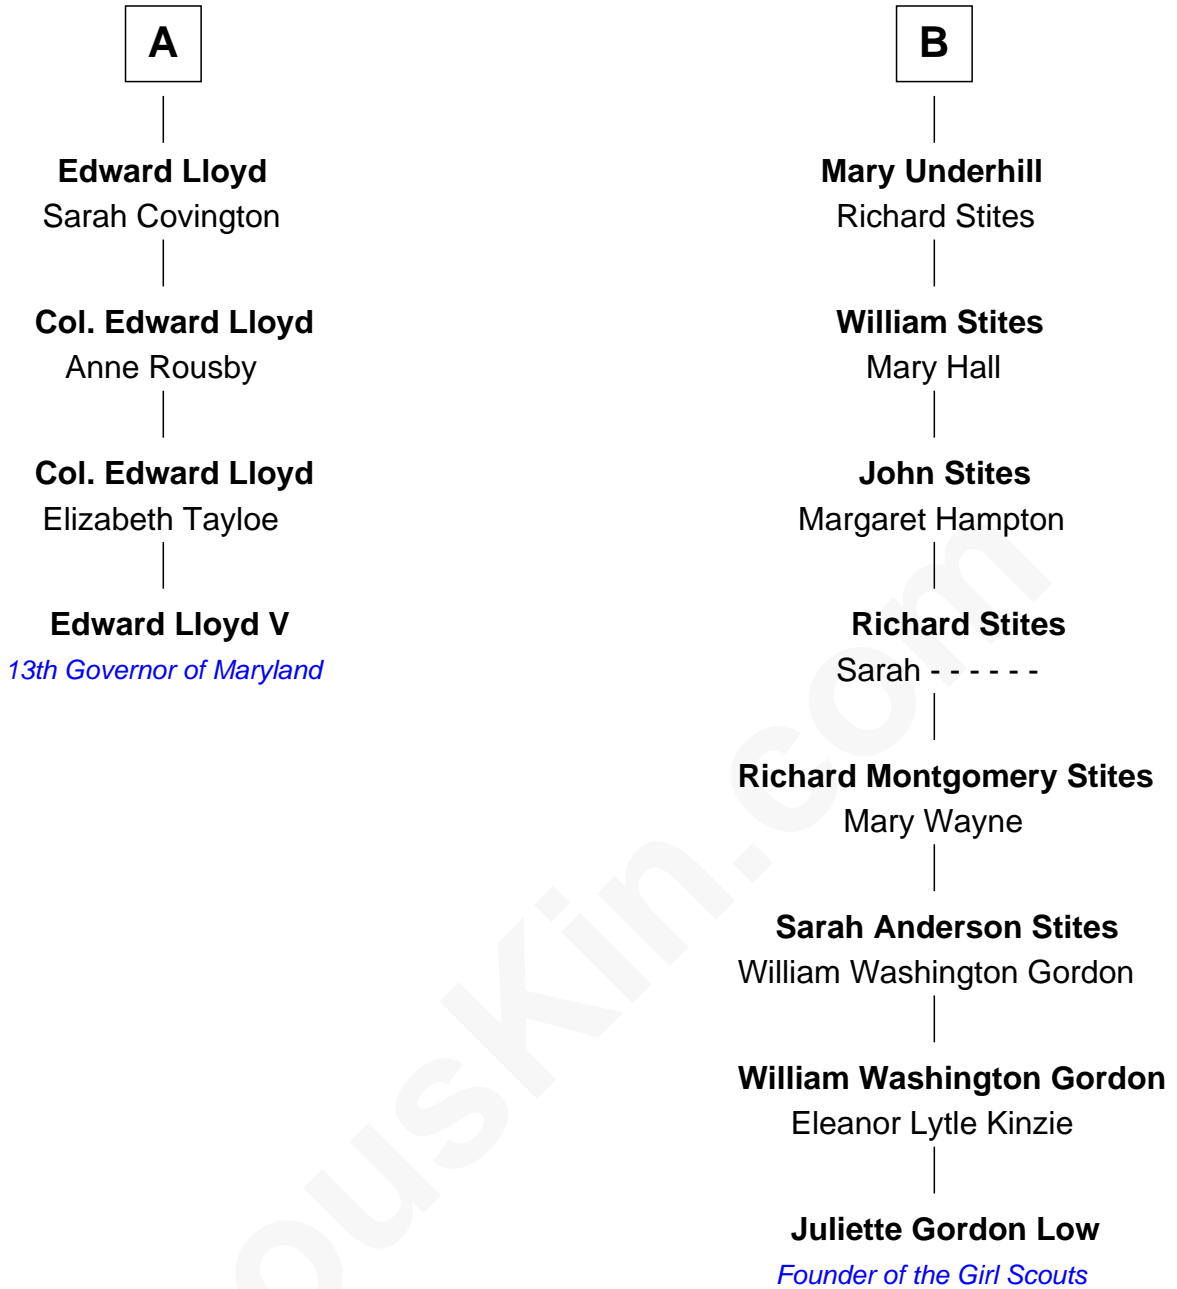 A
Edward Lloyd
Sarah Covington
Col. Edward Lloyd
Anne Rousby
Col. Edward Lloyd
Elizabeth Tayloe
Edward Lloyd V
13th Governor of Maryland
B
Mary Underhill
Richard Stites
William Stites
Mary Hall
John Stites
Margaret Hampton
Richard Stites
Sarah - - - - - -
Richard Montgomery Stites
Mary Wayne
Sarah Anderson Stites
William Washington Gordon
William Washington Gordon
Eleanor Lytle Kinzie
Juliette Gordon Low
Founder of the Girl Scouts
ousKin.com